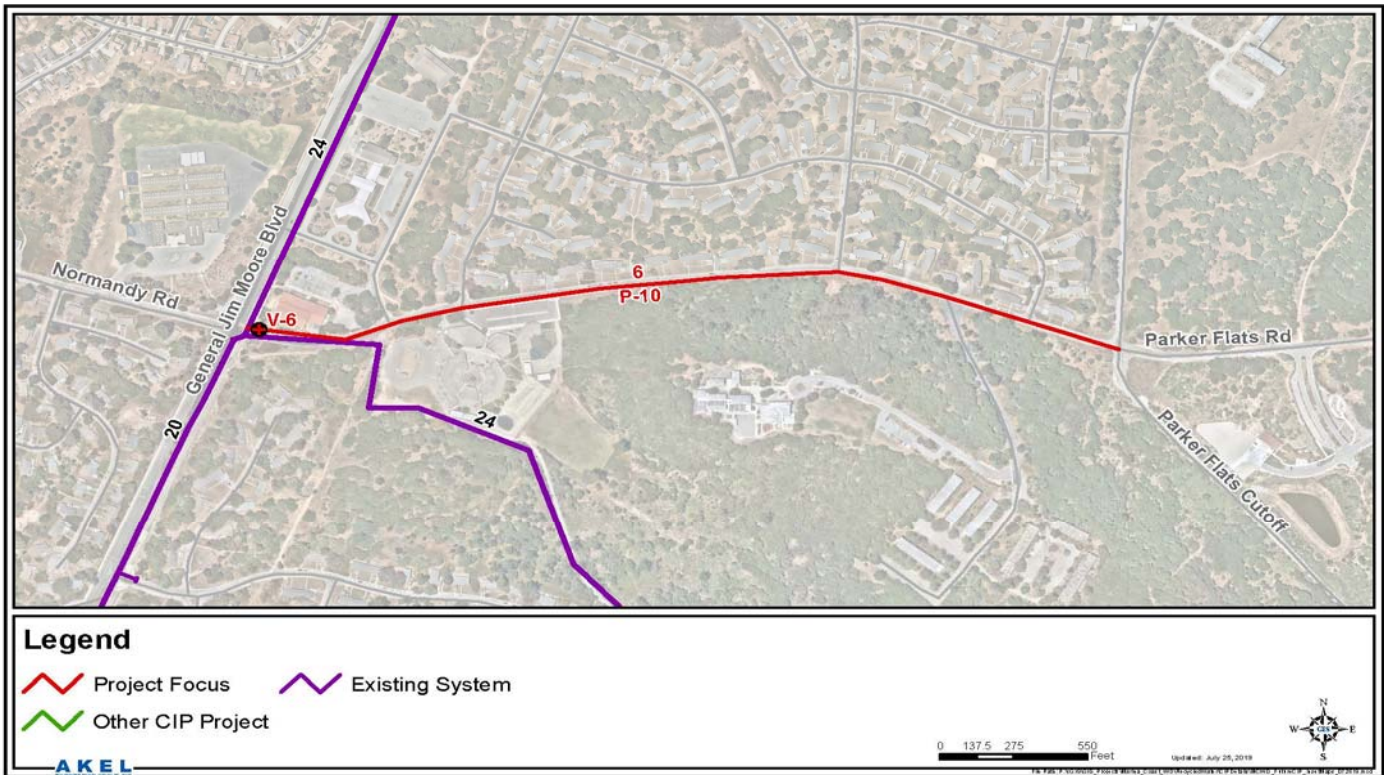 24
General Jim Moore Blvd
Normandy Rd
V-6
6
P-10
Parker Flats Rd
20
24
Parker Flats Cutoff
Legend
Project Focus
Existing System
Other CIP Project
AKEL
0 137.5 275 550
Feet
Updated: July 25, 2019
N
W GIS E
S